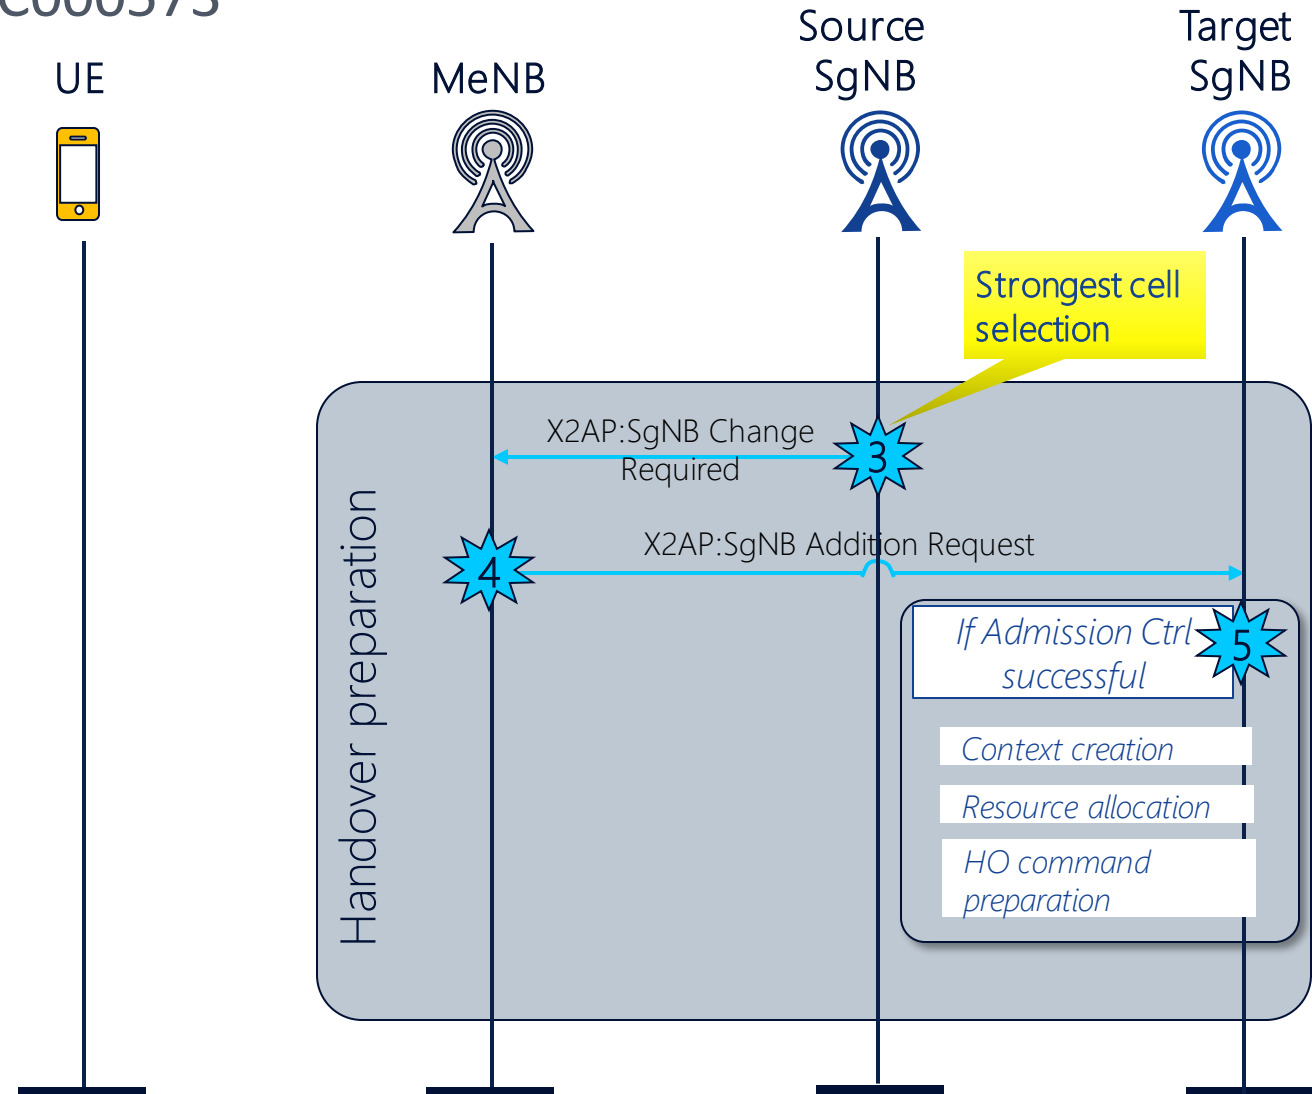 UE
MeNB
Source
SgNB
Target
SgNB
Strongest cell
selection
X2AP:SgNB Change
Required
3
4
X2AP:SgNB Addition Request
Handover preparation
If Admission Ctrl
successful
5
Context creation
Resource allocation
HO command
preparation